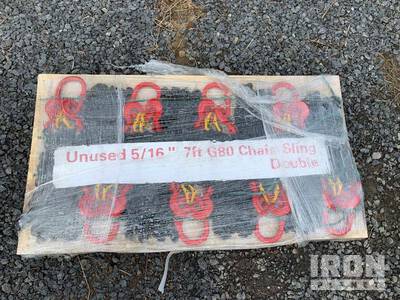 Unused 5/16" 7ft G80 Chain Sling
Double
IRON